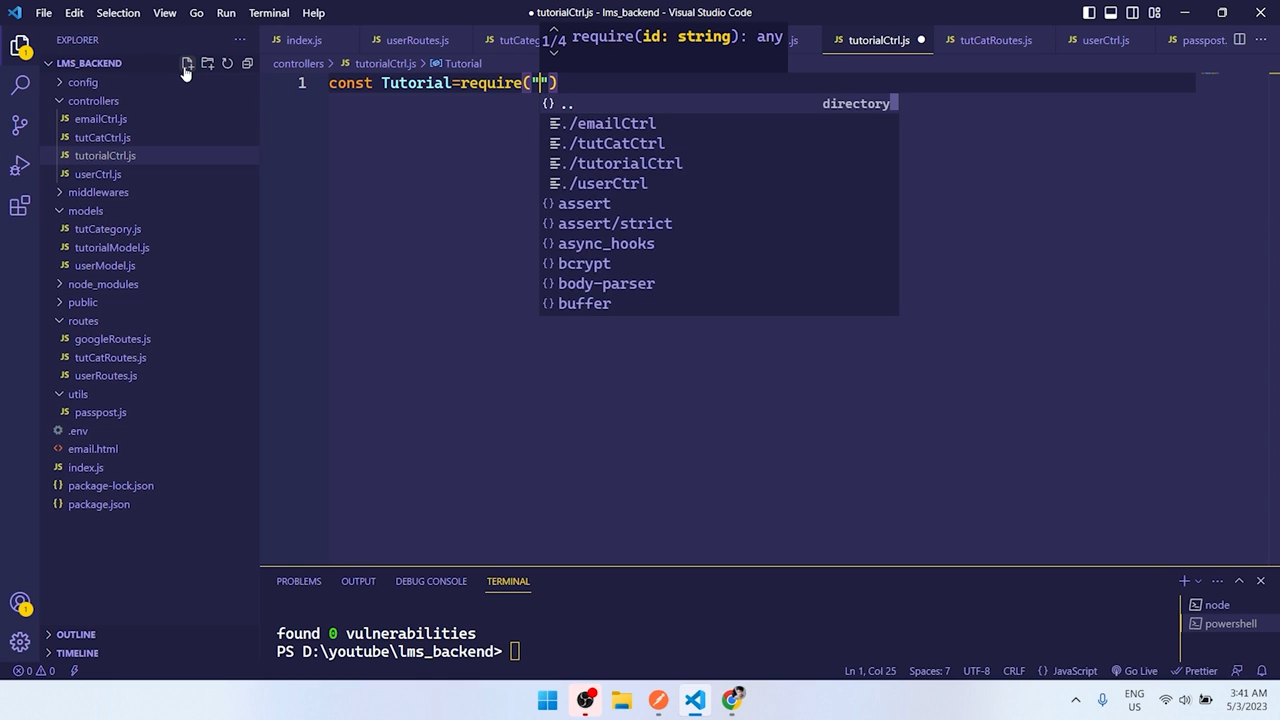 File Edit Selection View Go Run Terminal Help
● tutorialCtrl.js - lms_backend - Visual Studio Code
EXPLORER
index.js userRoutes.js tutCateg .js tutorialCtrl.js tutCatRoutes.js userCtrl.js passpost.
1/4 require(id: string): any
LMS_BACKEND
controllers > tutorialCtrl.js > Tutorial
config
controllers
emailCtrl.js
tutCatCtrl.js
tutorialCtrl.js
userCtrl.js
middlewares
models
tutCategory.js
tutorialModel.js
userModel.js
node_modules
public
routes
googleRoutes.js
tutCatRoutes.js
userRoutes.js
utils
passpost.js
.env
email.html
index.js
package-lock.json
package.json
OUTLINE
TIMELINE
1 const Tutorial=require("")
{} .. directory
./emailCtrl
./tutCatCtrl
./tutorialCtrl
./userCtrl
{} assert
{} assert/strict
{} async_hooks
{} bcrypt
{} body-parser
{} buffer
PROBLEMS OUTPUT DEBUG CONSOLE TERMINAL
found 0 vulnerabilities
PS D:\youtube\lms_backend>
node
powershell
0 0 Ln 1, Col 25 Spaces: 7 UTF-8 CRLF {} JavaScript Go Live Prettier
ENG
US
3:41 AM
5/3/2023